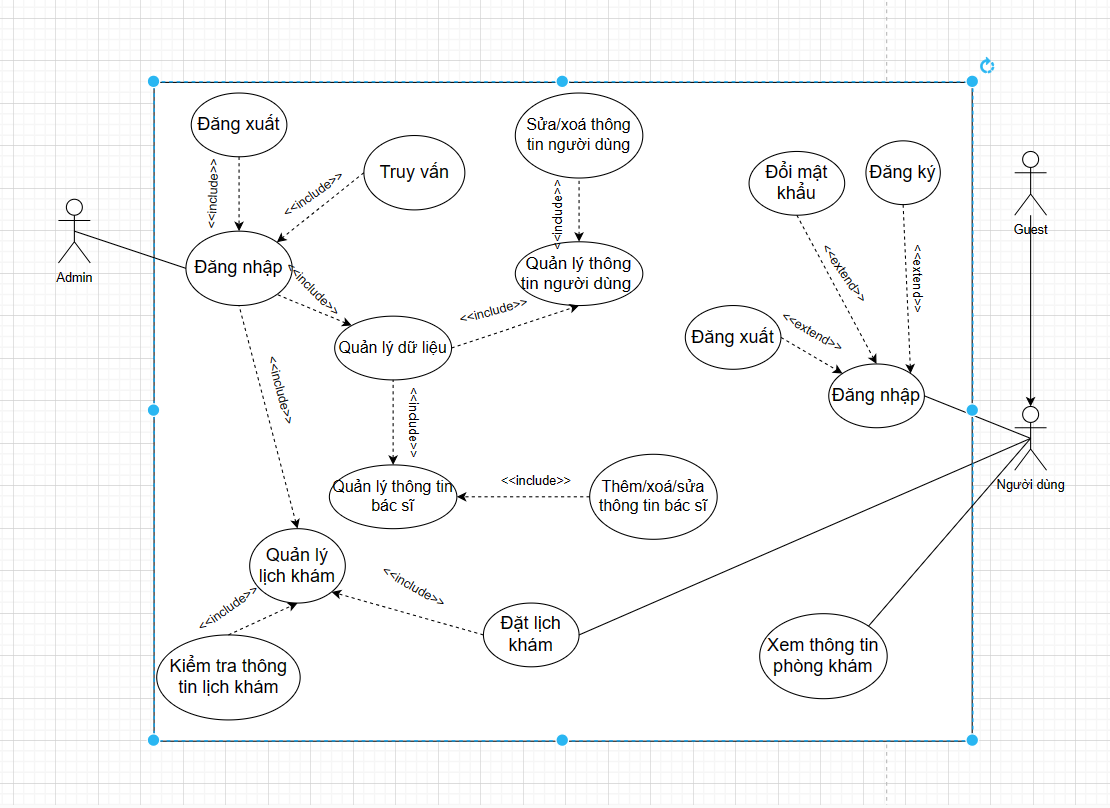 Đăng xuất
<<include>>
Truy vấn
<<include>>
Sửa/xoá thông
tin người dùng
<<include>>
Đổi mật
khẩu
Đăng ký
Guest
Admin
Đăng nhập
<<include>>
Quản lý thông
tin người dùng
<<include>>
<<extend>>
<<extend>>
Quản lý dữ liệu
Đăng xuất
<<extend>>
Đăng nhập
<<include>>
<<include>>
Quản lý thông tin
bác sĩ
<<include>>
Thêm/xoá/sửa
thông tin bác sĩ
Người dùng
Quản lý
lịch khám
<<include>>
<<include>>
Đặt lịch
khám
Kiểm tra thông
tin lịch khám
Xem thông tin
phòng khám